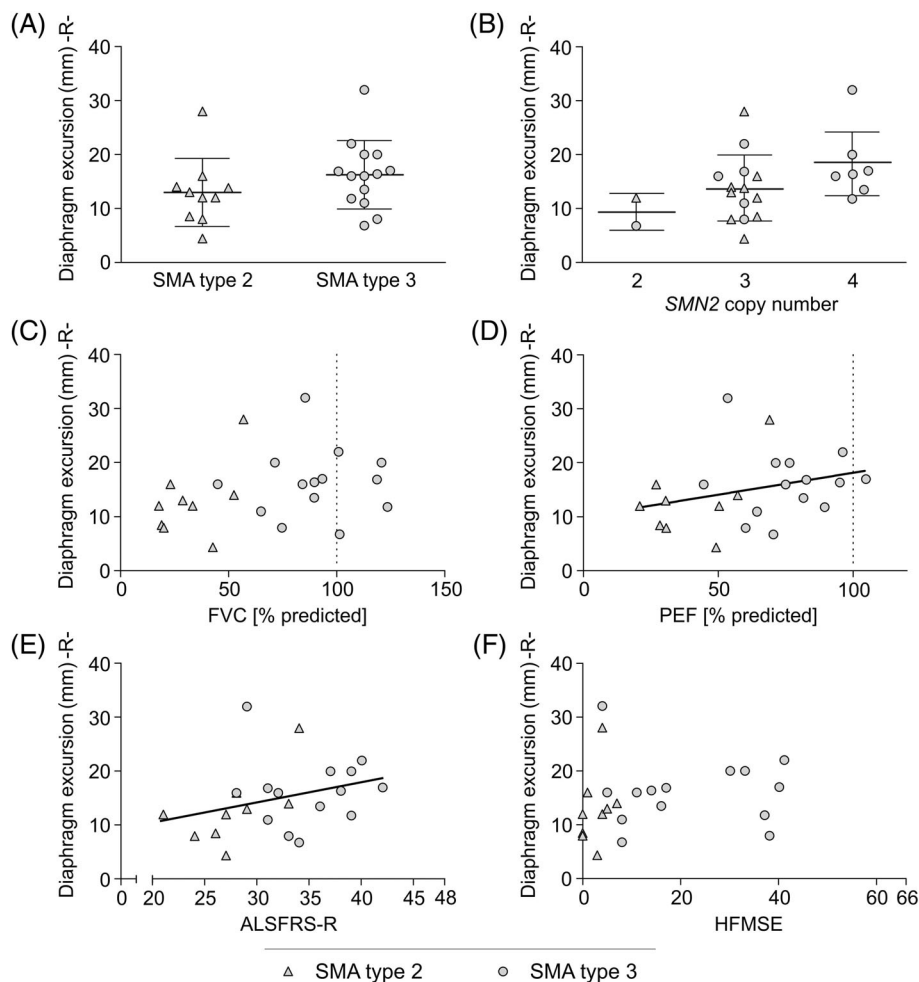 (A)
Diaphragm excursion (mm) -R-
40
30
20
10
0
SMA type 2 SMA type 3
(B)
Diaphragm excursion (mm) -R-
40
30
20
10
0
2 3 4
SMN2 copy number
(C)
Diaphragm excursion (mm) -R-
40
30
20
10
0
0 50 100 150
FVC [% predicted]
(D)
Diaphragm excursion (mm) -R-
40
30
20
10
0
0 50 100
PEF [% predicted]
(E)
Diaphragm excursion (mm) -R-
40
30
20
10
0
0 20 25 30 35 40 45 48
ALSFRS-R
(F)
Diaphragm excursion (mm) -R-
40
30
20
10
0
0 20 40 60 66
HFMSE
SMA type 2 SMA type 3